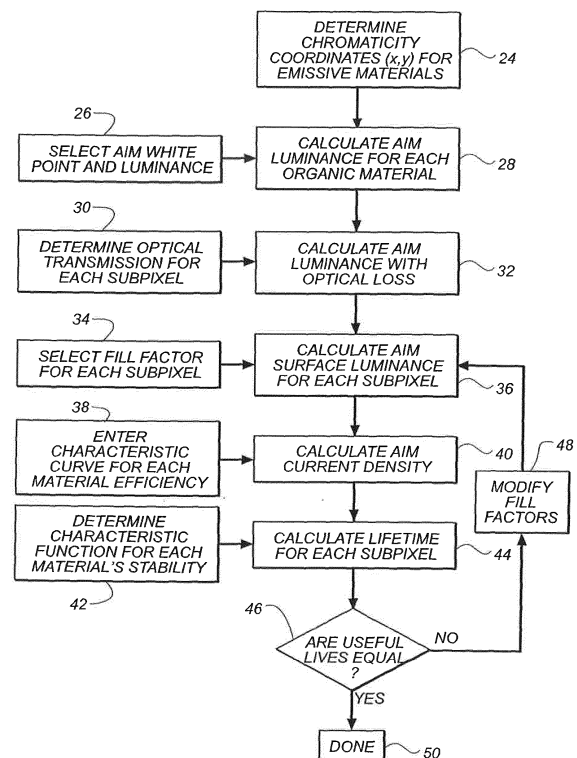 DETERMINE
CHROMATICITY
COORDINATES (x,y) FOR
EMISSIVE MATERIALS
24
26
SELECT AIM WHITE
POINT AND LUMINANCE
CALCULATE AIM
LUMINANCE FOR EACH
ORGANIC MATERIAL
28
30
DETERMINE OPTICAL
TRANSMISSION FOR
EACH SUBPIXEL
CALCULATE AIM
LUMINANCE WITH
OPTICAL LOSS
32
34
SELECT FILL FACTOR
FOR EACH SUBPIXEL
CALCULATE AIM
SURFACE LUMINANCE
FOR EACH SUBPIXEL
36
38
ENTER
CHARACTERISTIC
CURVE FOR EACH
MATERIAL EFFICIENCY
CALCULATE AIM
CURRENT DENSITY
40
48
MODIFY
FILL
FACTORS
DETERMINE
CHARACTERISTIC
FUNCTION FOR EACH
MATERIAL'S STABILITY
42
CALCULATE LIFETIME
FOR EACH SUBPIXEL
44
46
ARE USEFUL
LIVES EQUAL
?
NO
YES
DONE
50